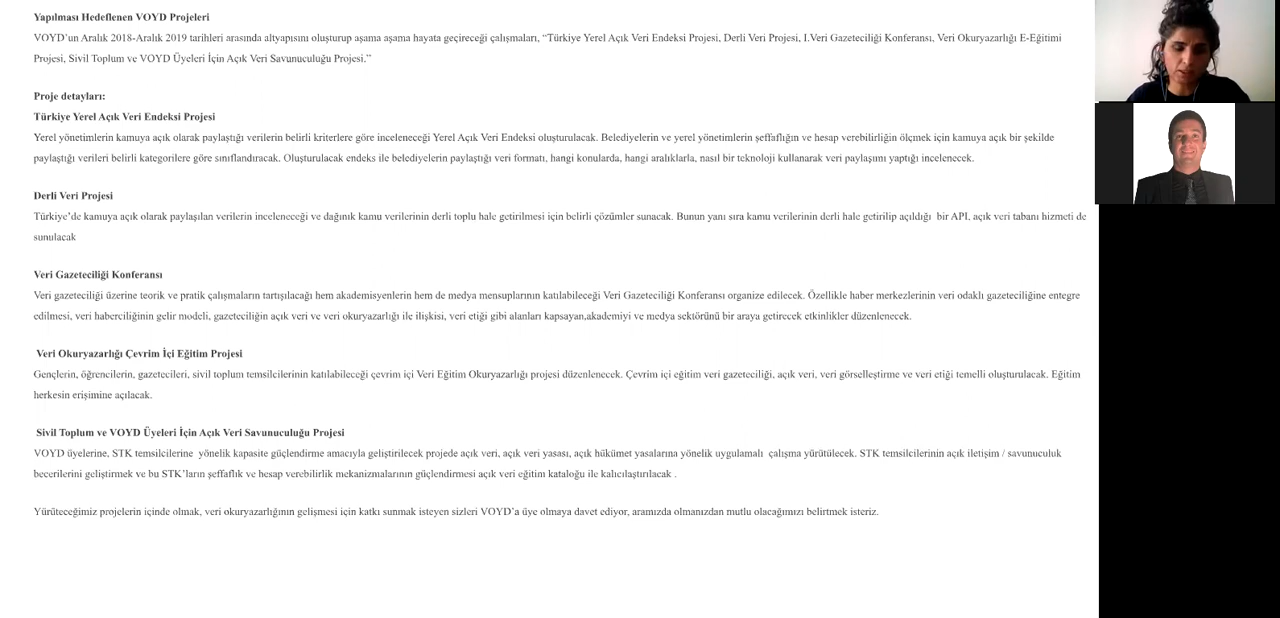 Yapılması Hedeflenen VOYD Projeleri
VOYD’un Aralık 2018-Aralık 2019 tarihleri arasında altyapısını oluşturup aşama aşama hayata geçireceği çalışmaları, “Türkiye Yerel Açık Veri Endeksi Projesi, Derli Veri Projesi, I.Veri Gazeteciliği Konferansı, Veri Okuryazarlığı E-Eğitimi
Projesi, Sivil Toplum ve VOYD Üyeleri İçin Açık Veri Savunuculuğu Projesi.”
Proje detayları:
Türkiye Yerel Açık Veri Endeksi Projesi
Yerel yönetimlerin kamuya açık olarak paylaştığı verilerin belirli kriterlere göre inceleneceği Yerel Açık Veri Endeksi oluşturulacak. Belediyelerin ve yerel yönetimlerin şeffaflığın ve hesap verebilirliğin ölçmek için kamuya açık bir şekilde
paylaştığı verileri belirli kategorilere göre sınıflandıracak. Oluşturulacak endeks ile belediyelerin paylaştığı veri formatı, hangi konularda, hangi aralıklarla, nasıl bir teknoloji kullanarak veri paylaşımı yaptığı incelenecek.
Derli Veri Projesi
Türkiye’de kamuya açık olarak paylaşılan verilerin inceleneceği ve dağınık kamu verilerinin derli toplu hale getirilmesi için belirli çözümler sunacak. Bunun yanı sıra kamu verilerinin derli hale getirilip açıldığı bir API, açık veri tabanı hizmeti de
sunulacak
Veri Gazeteciliği Konferansı
Veri gazeteciliği üzerine teorik ve pratik çalışmaların tartışılacağı hem akademisyenlerin hem de medya mensuplarının katılabileceği Veri Gazeteciliği Konferansı organize edilecek. Özellikle haber merkezlerinin veri odaklı gazeteciliğine entegre
edilmesi, veri haberciliğinin gelir modeli, gazeteciliğin açık veri ve veri okuryazarlığı ile ilişkisi, veri etiği gibi alanları kapsayan,akademiyi ve medya sektörünü bir araya getirecek etkinlikler düzenlenecek.
Veri Okuryazarlığı Çevrim İçi Eğitim Projesi
Gençlerin, öğrencilerin, gazetecileri, sivil toplum temsilcilerinin katılabileceği çevrim içi Veri Eğitim Okuryazarlığı projesi düzenlenecek. Çevrim içi eğitim veri gazeteciliği, açık veri, veri görselleştirme ve veri etiği temelli oluşturulacak. Eğitim
herkesin erişimine açılacak.
Sivil Toplum ve VOYD Üyeleri İçin Açık Veri Savunuculuğu Projesi
VOYD üyelerine, STK temsilcilerine yönelik kapasite güçlendirme amacıyla geliştirilecek projede açık veri, açık veri yasası, açık hükümet yasalarına yönelik uygulamalı çalışma yürütülecek. STK temsilcilerinin açık iletişim / savunuculuk
becerilerini geliştirmek ve bu STK’ların şeffaflık ve hesap verebilirlik mekanizmalarının güçlendirmesi açık veri eğitim kataloğu ile kalıcılaştırılacak .
Yürüteceğimiz projelerin içinde olmak, veri okuryazarlığının gelişmesi için katkı sunmak isteyen sizleri VOYD’a üye olmaya davet ediyor, aramızda olmanızdan mutlu olacağımızı belirtmek isteriz.